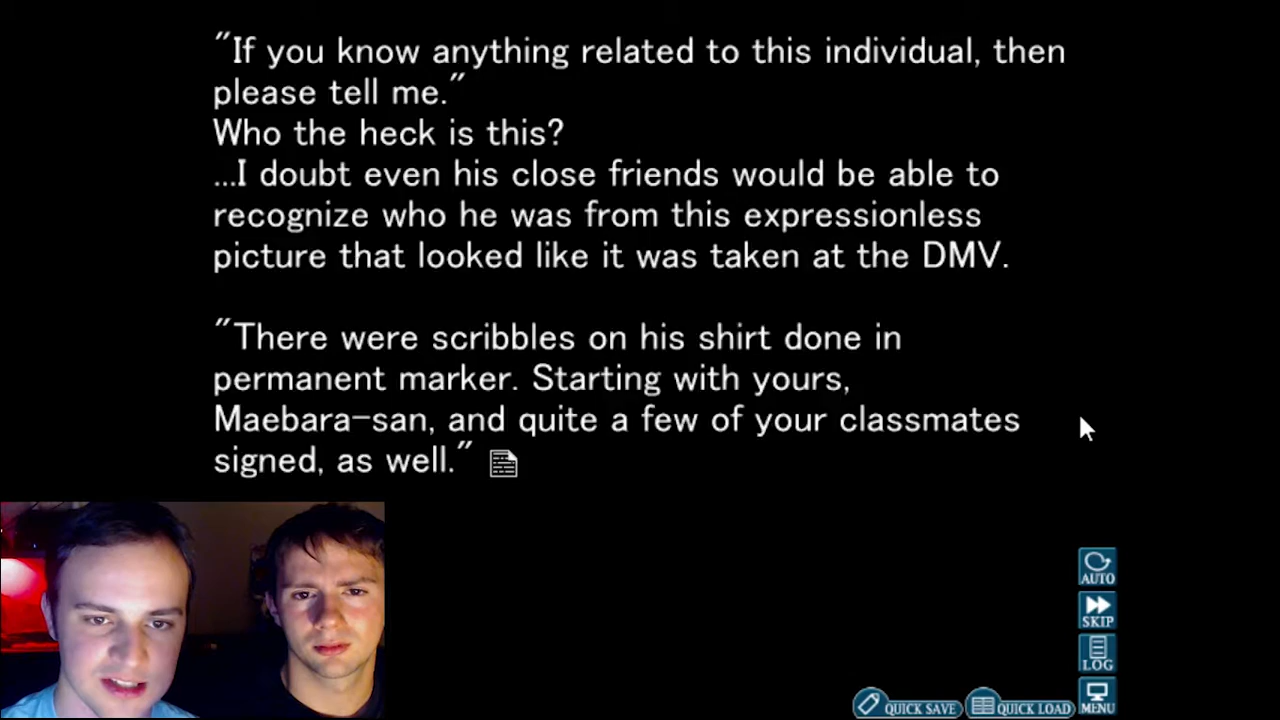 "If you know anything related to this individual, then
please tell me."
Who the heck is this?
...I doubt even his close friends would be able to
recognize who he was from this expressionless
picture that looked like it was taken at the DMV.
"There were scribbles on his shirt done in
permanent marker. Starting with yours,
Maebara-san, and quite a few of your classmates
signed, as well."
AUTO
SKIP
LOG
MENU
QUICK SAVE
QUICK LOAD